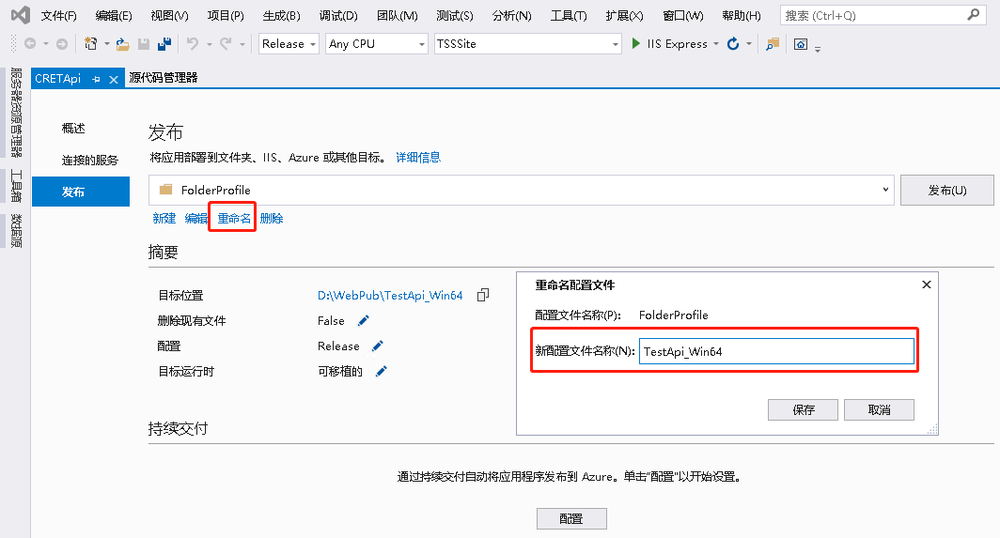 文件(F) 编辑(E) 视图(V) 项目(P) 生成(B) 调试(D) 团队(M) 测试(S) 分析(N) 工具(T) 扩展(X) 窗口(W) 帮助(H) 搜索 (Ctrl+Q)
Release Any CPU TSSSite IIS Express
服务器资源管理器
工具箱
数据源
CRETApi 源代码管理器
概述
连接的服务
发布
发布
将应用部署到文件夹、IIS、Azure 或其他目标。 详细信息
FolderProfile 发布(U)
新建 编辑 重命名 删除
摘要
目标位置 D:\WebPub\TestApi_Win64
删除现有文件 False
配置 Release
目标运行时 可移植的
重命名配置文件
配置文件名称(P): FolderProfile
新配置文件名称(N): TestApi_Win64
保存 取消
持续交付
通过持续交付自动将应用程序发布到 Azure。单击"配置"以开始设置。
配置